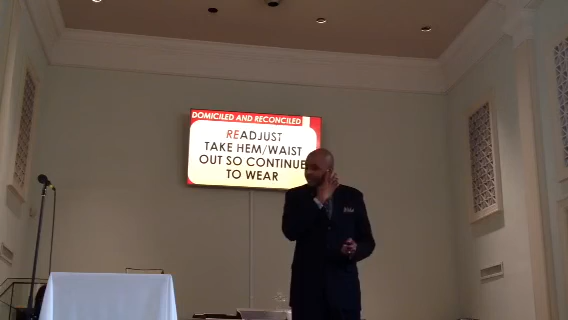 DOMICILED AND RECONCILED
READJUST
TAKE HEM/WAIST
OUT SO CONTINUE
TO WEAR